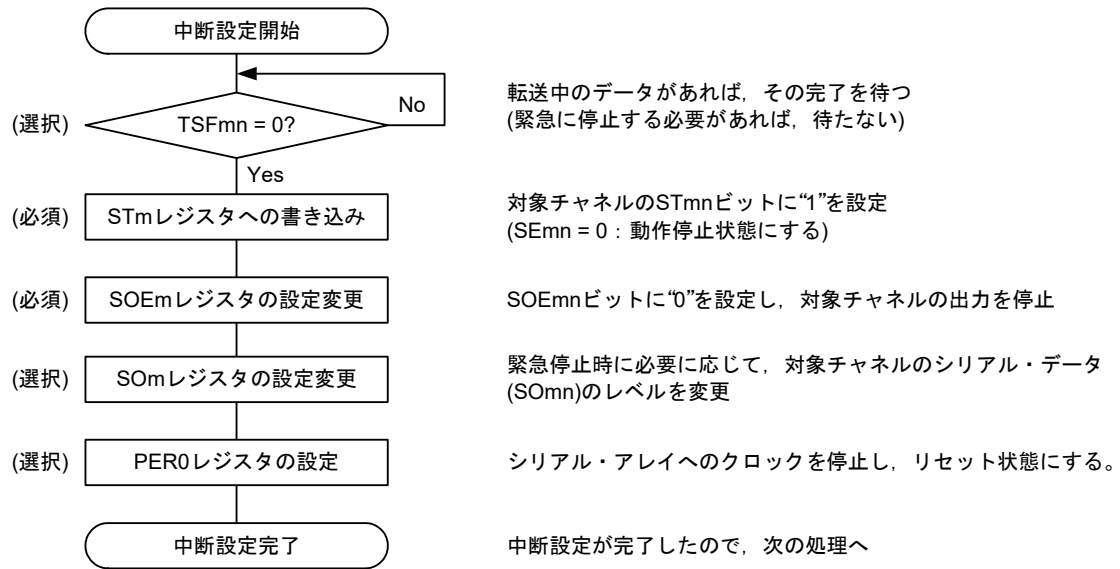 中断設定開始
No
転送中のデータがあれば，その完了を待つ
(選択) TSFmn = 0?
(緊急に停止する必要があれば，待たない)
Yes
(必須) STmレジスタへの書き込み
対象チャネルのSTmnビットに“1”を設定
(SEmn = 0：動作停止状態にする)
(必須) SOEmレジスタの設定変更
SOEmnビットに“0”を設定し，対象チャネルの出力を停止
(選択) SOmレジスタの設定変更
緊急停止時に必要に応じて，対象チャネルのシリアル・データ
(SOmn)のレベルを変更
(選択) PER0レジスタの設定
シリアル・アレイへのクロックを停止し，リセット状態にする。
中断設定完了
中断設定が完了したので，次の処理へ